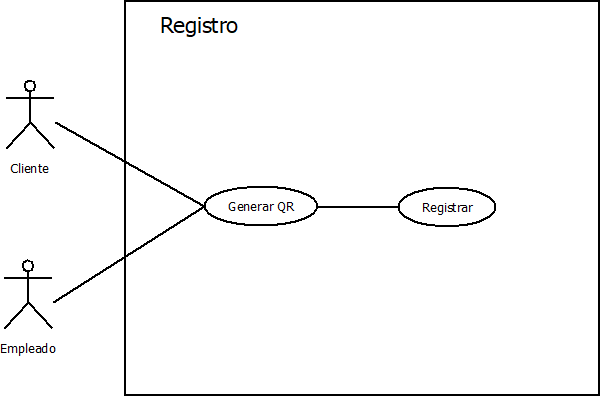 Registro
Cliente
Generar QR
Registrar
Empleado